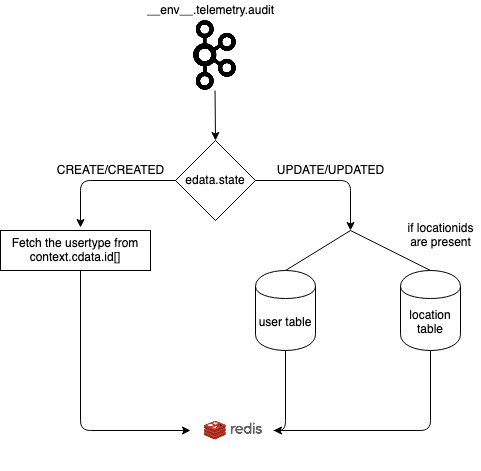 __env__.telemetry.audit
edata.state
CREATE/CREATED
UPDATE/UPDATED
Fetch the usertype from
context.cdata.id[]
if locationids
are present
user table
location
table
redis